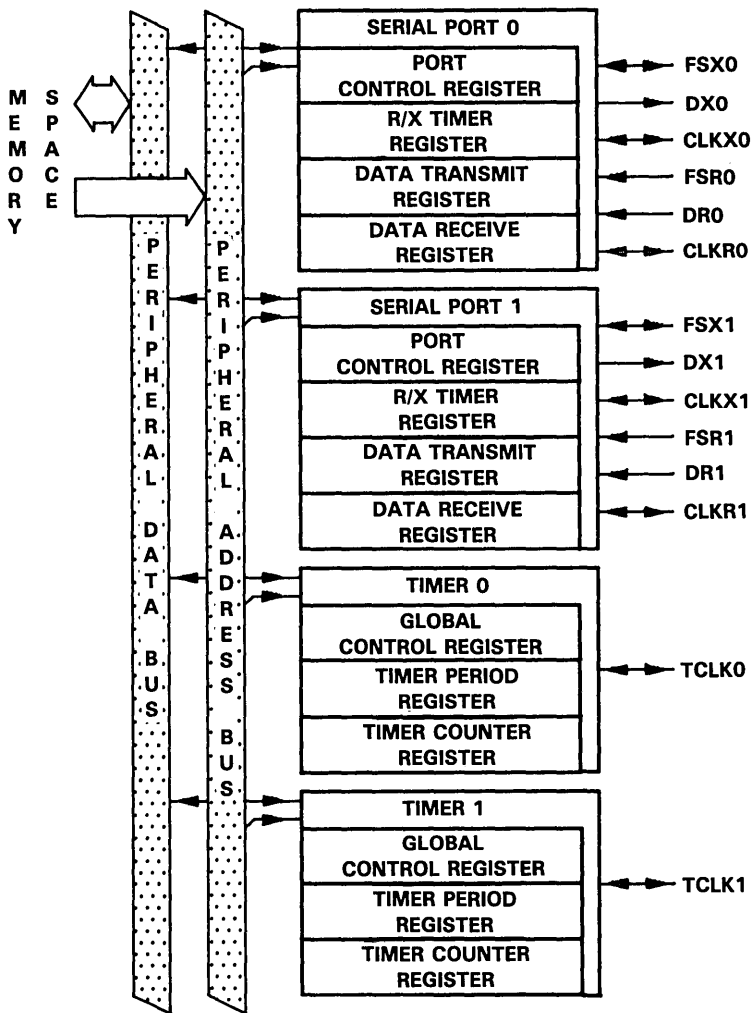 MEMORY
SPACE
PERIPHERAL DATA BUS
PERIPHERAL ADDRESS BUS
SERIAL PORT 0
PORT
CONTROL REGISTER
R/X TIMER
REGISTER
DATA TRANSMIT
REGISTER
DATA RECEIVE
REGISTER
FSX0
DX0
CLKX0
FSR0
DR0
CLKR0
SERIAL PORT 1
PORT
CONTROL REGISTER
R/X TIMER
REGISTER
DATA TRANSMIT
REGISTER
DATA RECEIVE
REGISTER
FSX1
DX1
CLKX1
FSR1
DR1
CLKR1
TIMER 0
GLOBAL
CONTROL REGISTER
TIMER PERIOD
REGISTER
TIMER COUNTER
REGISTER
TCLK0
TIMER 1
GLOBAL
CONTROL REGISTER
TIMER PERIOD
REGISTER
TIMER COUNTER
REGISTER
TCLK1